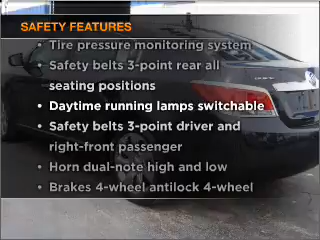 SAFETY FEATURES
• Tire pressure monitoring system
• Safety belts 3-point rear all
seating positions
• Daytime running lamps switchable
• Safety belts 3-point driver and
right-front passenger
• Horn dual-note high and low
• Brakes 4-wheel antilock 4-wheel